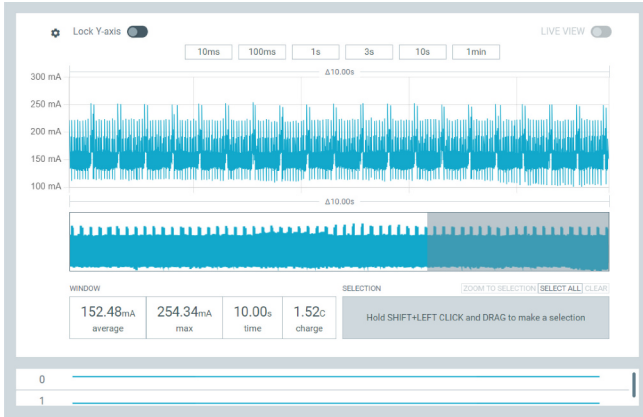 Lock Y-axis LIVE VIEW
10ms 100ms 1s 3s 10s 1min
Δ10.00s
300 mA
250 mA
200 mA
150 mA
100 mA
Δ10.00s
WINDOW SELECTION ZOOM TO SELECTION SELECT ALL CLEAR
152.48mA 254.34mA 10.00s 1.52C
average max time charge
Hold SHIFT+LEFT CLICK and DRAG to make a selection
0
1